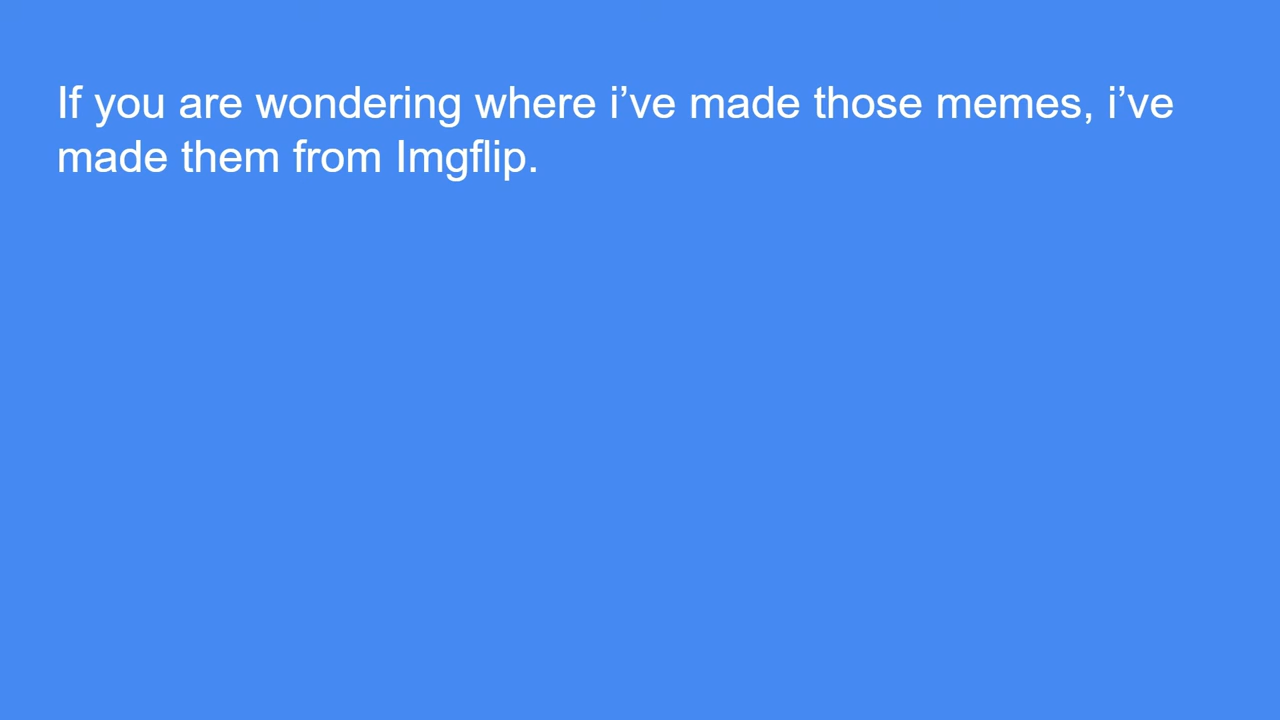 If you are wondering where i’ve made those memes, i’ve
made them from Imgflip.